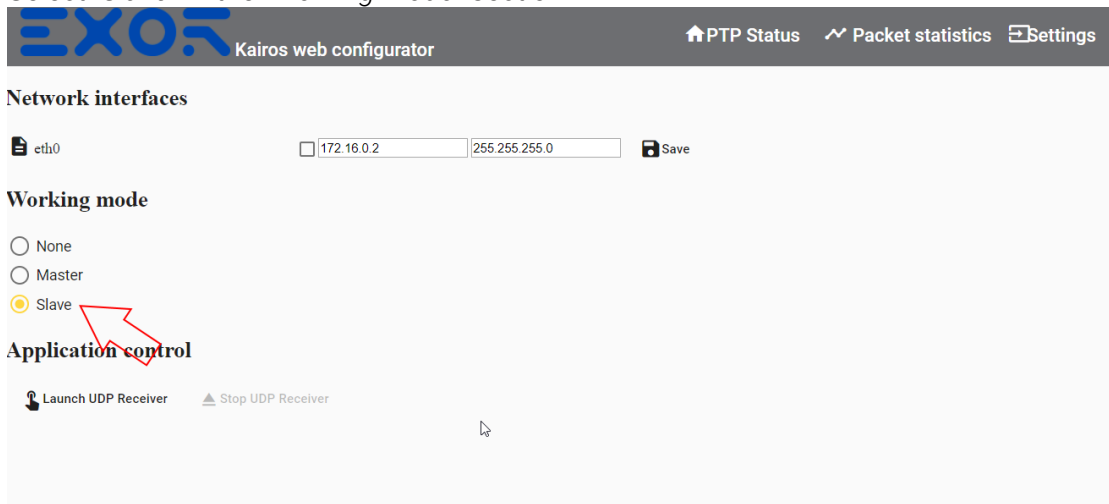 EXOR Kairos web configurator PTP Status Packet statistics Settings
Network interfaces
eth0 172.16.0.2 255.255.255.0 Save
Working mode
None
Master
Slave
Application control
Launch UDP Receiver Stop UDP Receiver